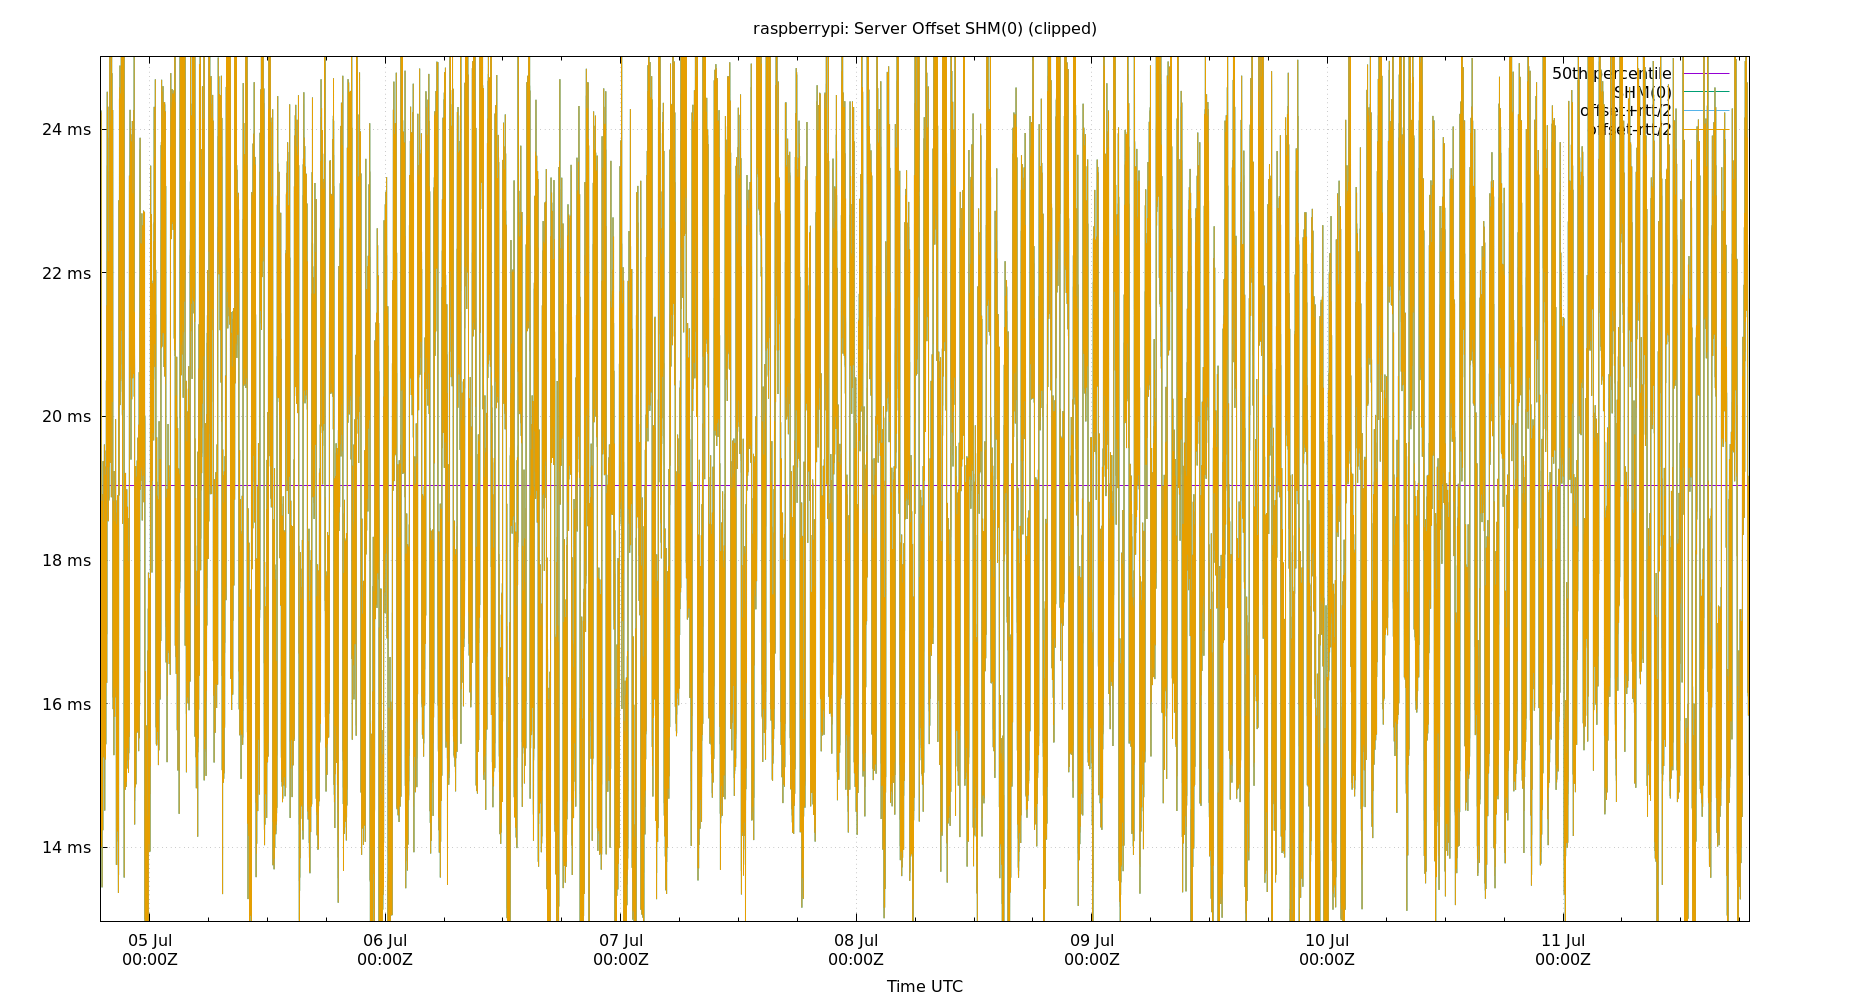 raspberrypi: Server Offset SHM(0) (clipped)
50th percentile
SHM(0)
offset+rtt/2
offset-rtt/2
24 ms
22 ms
20 ms
18 ms
16 ms
14 ms
05 Jul 06 Jul 07 Jul 08 Jul 09 Jul 10 Jul 11 Jul
00:00Z 00:00Z 00:00Z 00:00Z 00:00Z 00:00Z 00:00Z
Time UTC